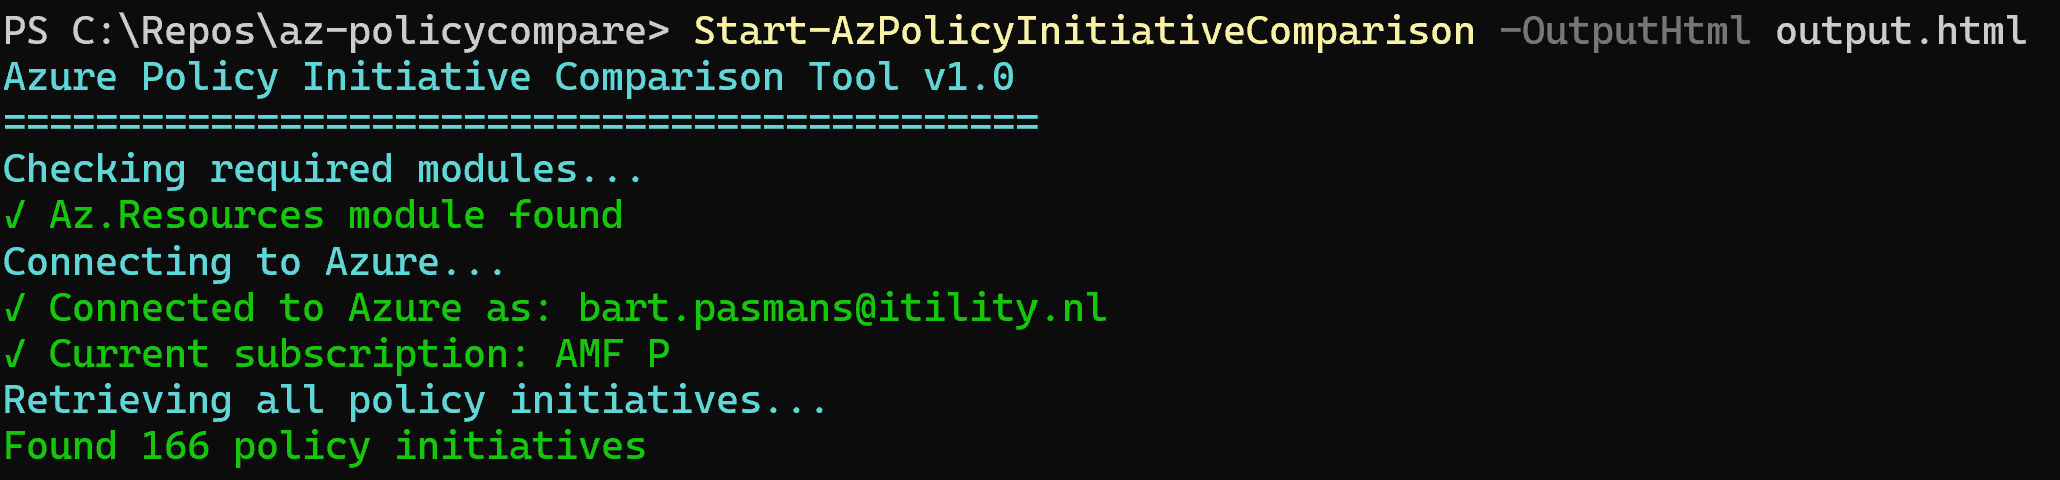 PS C:\Repos\az-policycompare> Start-AzPolicyInitiativeComparison -OutputHtml output.html
Azure Policy Initiative Comparison Tool v1.0
=============================================
Checking required modules...
✓ Az.Resources module found
Connecting to Azure...
✓ Connected to Azure as: bart.pasmans@itility.nl
✓ Current subscription: AMF P
Retrieving all policy initiatives...
Found 166 policy initiatives